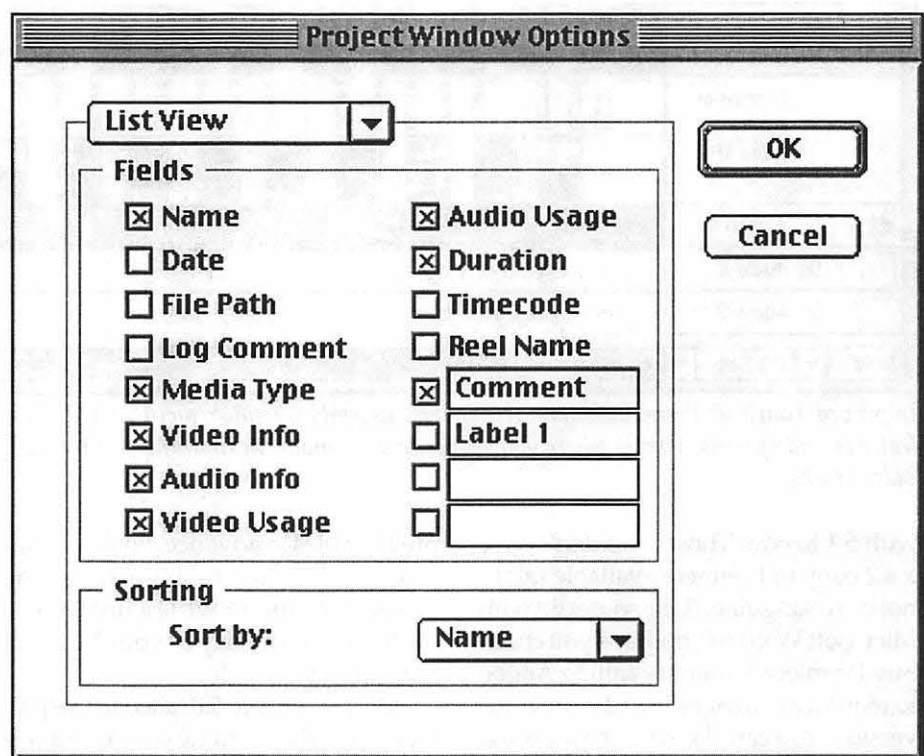 Project Window Options
List View
OK
Fields
Name
Audio Usage
Cancel
Date
Duration
File Path
Timecode
Log Comment
Reel Name
Media Type
Comment
Video Info
Label 1
Audio Info
Video Usage
Sorting
Sort by:
Name